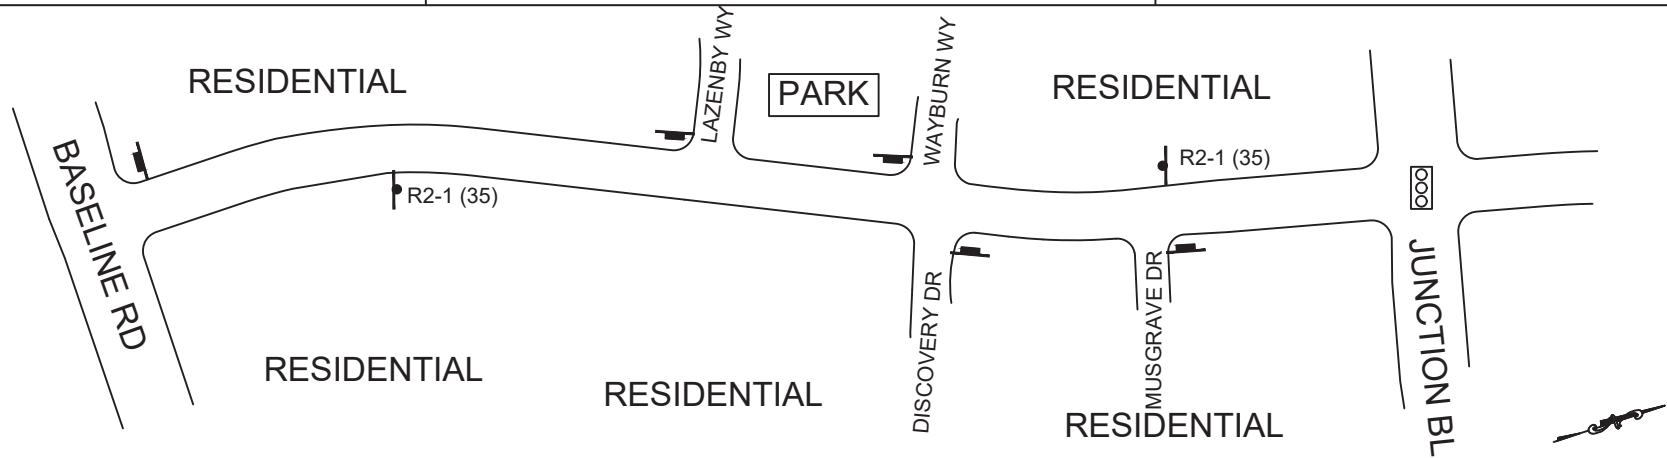 RESIDENTIAL
LAZENBY WY
PARK
WAYBURN WY
RESIDENTIAL
BASELINE RD
R2-1 (35)
R2-1 (35)
RESIDENTIAL
RESIDENTIAL
DISCOVERY DR
MUSGRAVE DR
RESIDENTIAL
JUNCTION BL